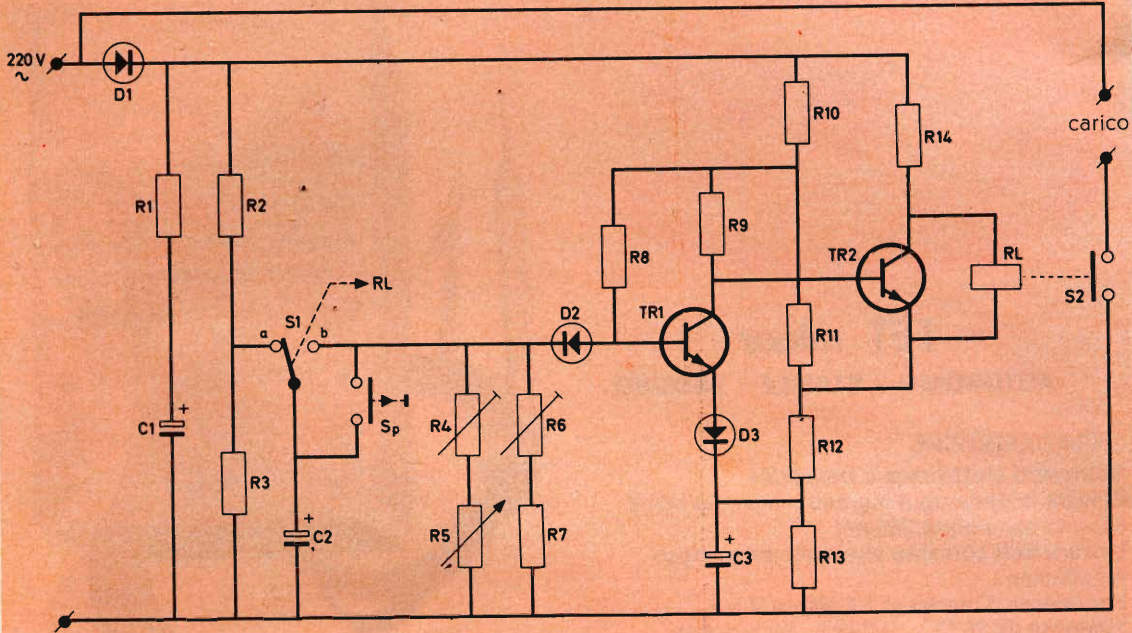 220 V
~
D1
carico
R10
R14
R1
R2
R9
R8
TR2
RL
RL
S2
S1
a
b
D2
TR1
R11
C1
+
Sp
R4
R6
D3
R12
R3
+
C2
R5
R7
+
C3
R13